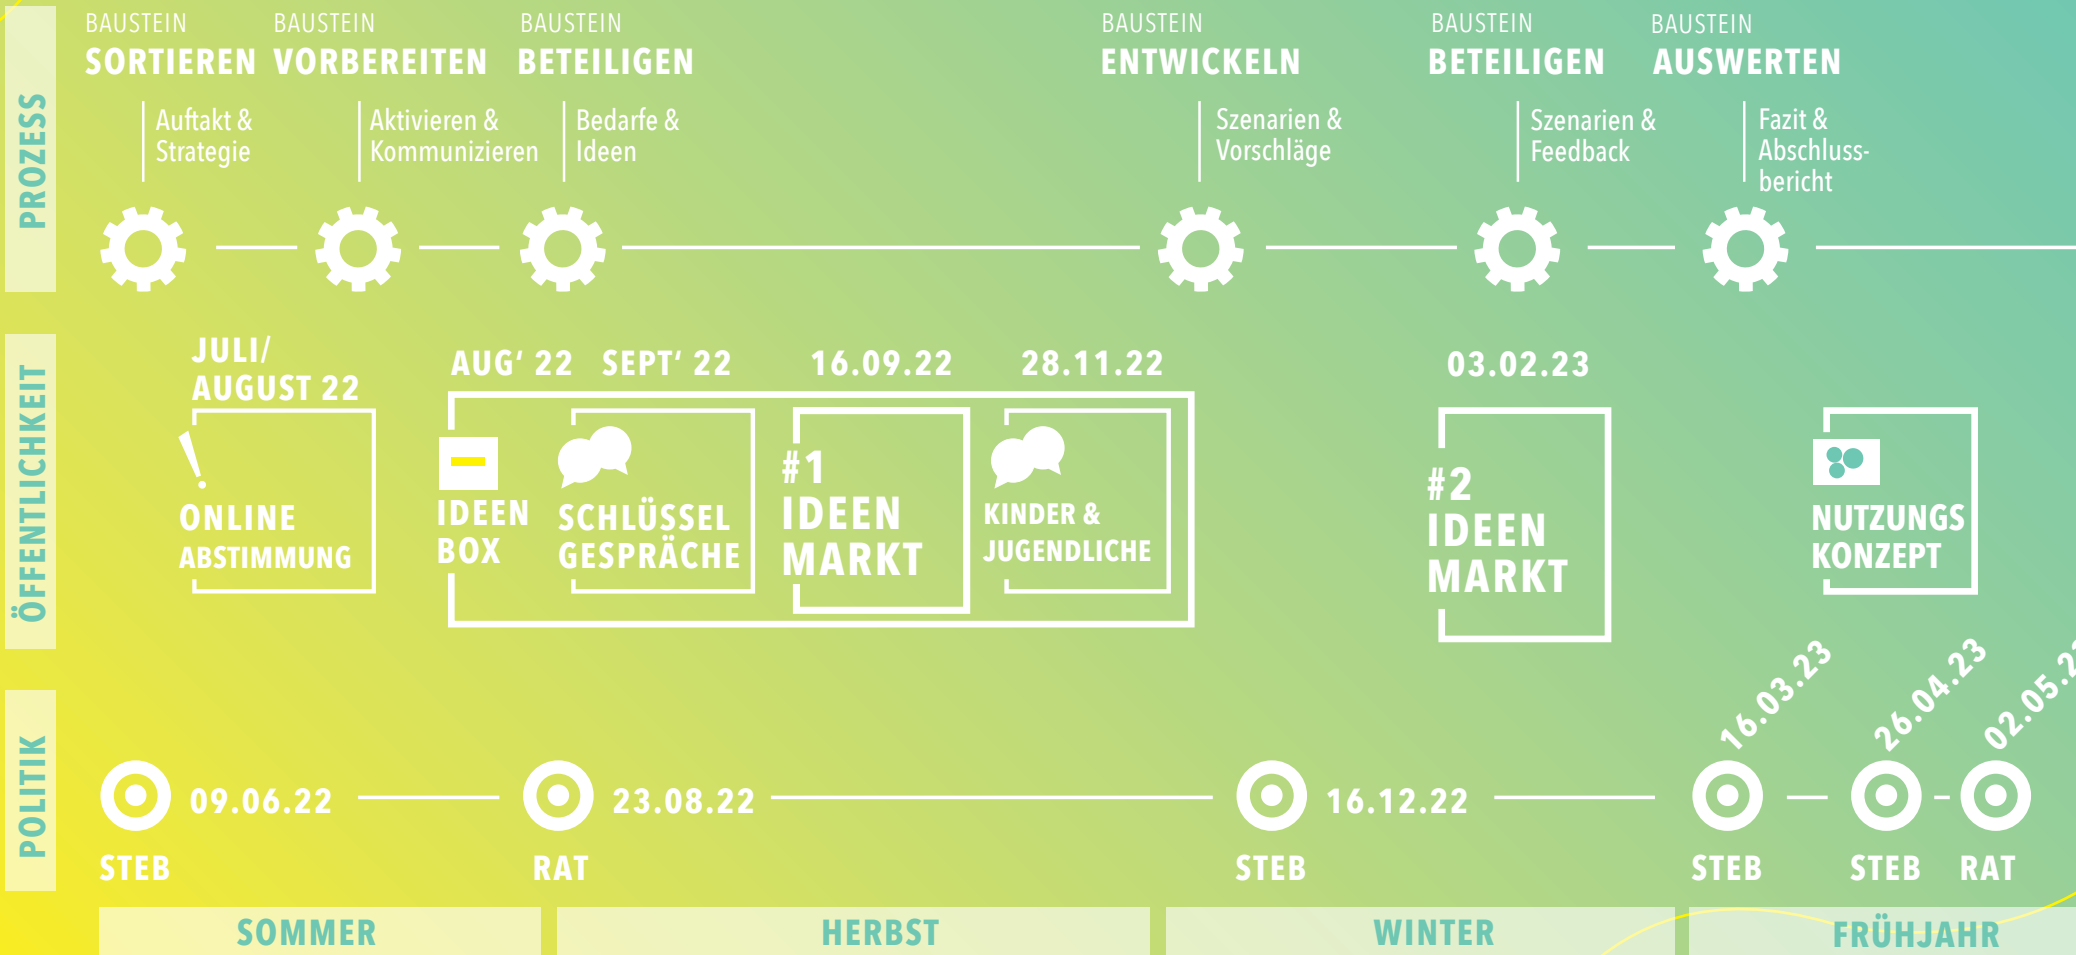 PROZESS
BAUSTEIN
SORTIEREN
Auftakt &
Strategie
BAUSTEIN
VORBEREITEN
Aktivieren &
Kommunizieren
BAUSTEIN
BETEILIGEN
Bedarfe &
Ideen
BAUSTEIN
ENTWICKELN
Szenarien &
Vorschläge
BAUSTEIN
BETEILIGEN
Szenarien &
Feedback
BAUSTEIN
AUSWERTEN
Fazit &
Abschluss-
bericht
ÖFFENTLICHKEIT
JULI/
AUGUST 22
!
ONLINE
ABSTIMMUNG
AUG' 22
IDEEN
BOX
SEPT' 22
SCHLÜSSEL
GESPRÄCHE
16.09.22
#1
IDEEN
MARKT
28.11.22
KINDER &
JUGENDLICHE
03.02.23
#2
IDEEN
MARKT
NUTZUNGS
KONZEPT
POLITIK
09.06.22
STEB
23.08.22
RAT
16.12.22
STEB
16.03.23
STEB
26.04.23
STEB
02.05.2
RAT
SOMMER
HERBST
WINTER
FRÜHJAHR